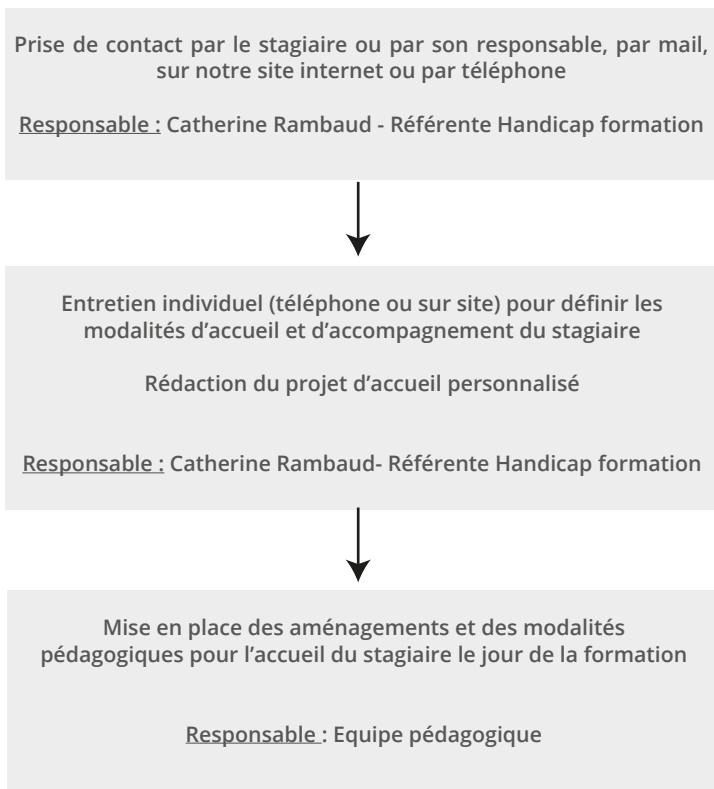 Prise de contact par le stagiaire ou par son responsable, par mail,
sur notre site internet ou par téléphone
Responsable : Catherine Rambaud - Référente Handicap formation
Entretien individuel (téléphone ou sur site) pour définir les
modalités d’accueil et d’accompagnement du stagiaire
Rédaction du projet d’accueil personnalisé
Responsable : Catherine Rambaud- Référente Handicap formation
Mise en place des aménagements et des modalités
pédagogiques pour l’accueil du stagiaire le jour de la formation
Responsable : Equipe pédagogique